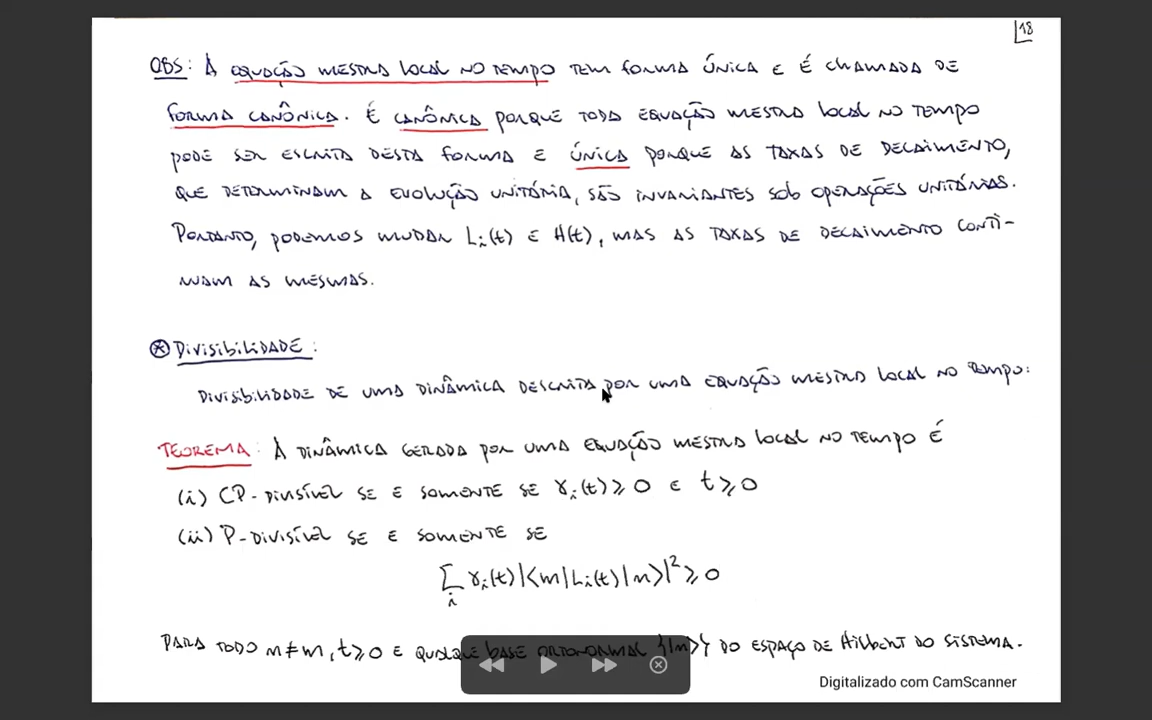 18
OBS: A EQUAÇÃO MESTRA LOCAL NO TEMPO TEM FORMA ÚNICA E É CHAMADA DE
FORMA CANÔNICA. É CANÔNICA PORQUE TODA EQUAÇÃO MESTRA LOCAL NO TEMPO
PODE SER ESCRITA DESTA FORMA E ÚNICA PORQUE AS TAXAS DE DECAIMENTO,
QUE DETERMINAM A EVOLUÇÃO UNITÁRIA, SÃO INVARIANTES SOB OPERAÇÕES UNITÁRIAS.
PORTANTO, PODEMOS MUDAR Lᵢ(t) E H(t), MAS AS TAXAS DE DECAIMENTO CONTI-
NUAM AS MESMAS.
⊛ DIVISIBILIDADE:
DIVISIBILIDADE DE UMA DINÂMICA DESCRITA POR UMA EQUAÇÃO MESTRA LOCAL NO TEMPO:
TEOREMA: A DINÂMICA GERADA POR UMA EQUAÇÃO MESTRA LOCAL NO TEMPO É
(i) CP-DIVISÍVEL SE E SOMENTE SE γᵢ(t) ≥ 0 E t ≥ 0
(ii) P-DIVISÍVEL SE E SOMENTE SE
∑ᵢ γᵢ(t)|⟨m|Lᵢ(t)|n⟩|² ≥ 0
PARA TODO n ≠ m, t ≥ 0 E QUALQUE BASE ORTONORMAL {|n⟩} DO ESPAÇO DE HILBERT DO SISTEMA.
Digitalizado com CamScanner